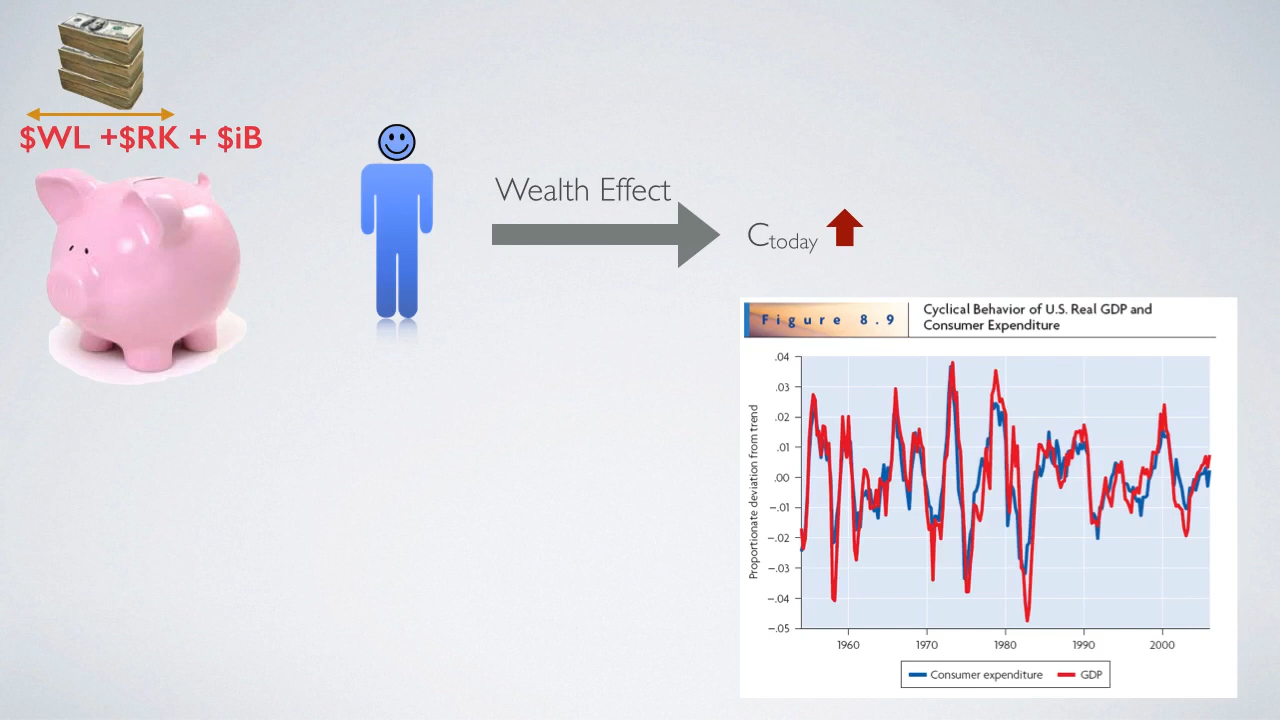 $WL +$RK + $iB
Wealth Effect
Ctoday
Figure 8.9
Cyclical Behavior of U.S. Real GDP and
Consumer Expenditure
Proportionate deviation from trend
.04
.03
.02
.01
.00
−.01
−.02
−.03
−.04
−.05
1960 1970 1980 1990 2000
Consumer expenditure GDP